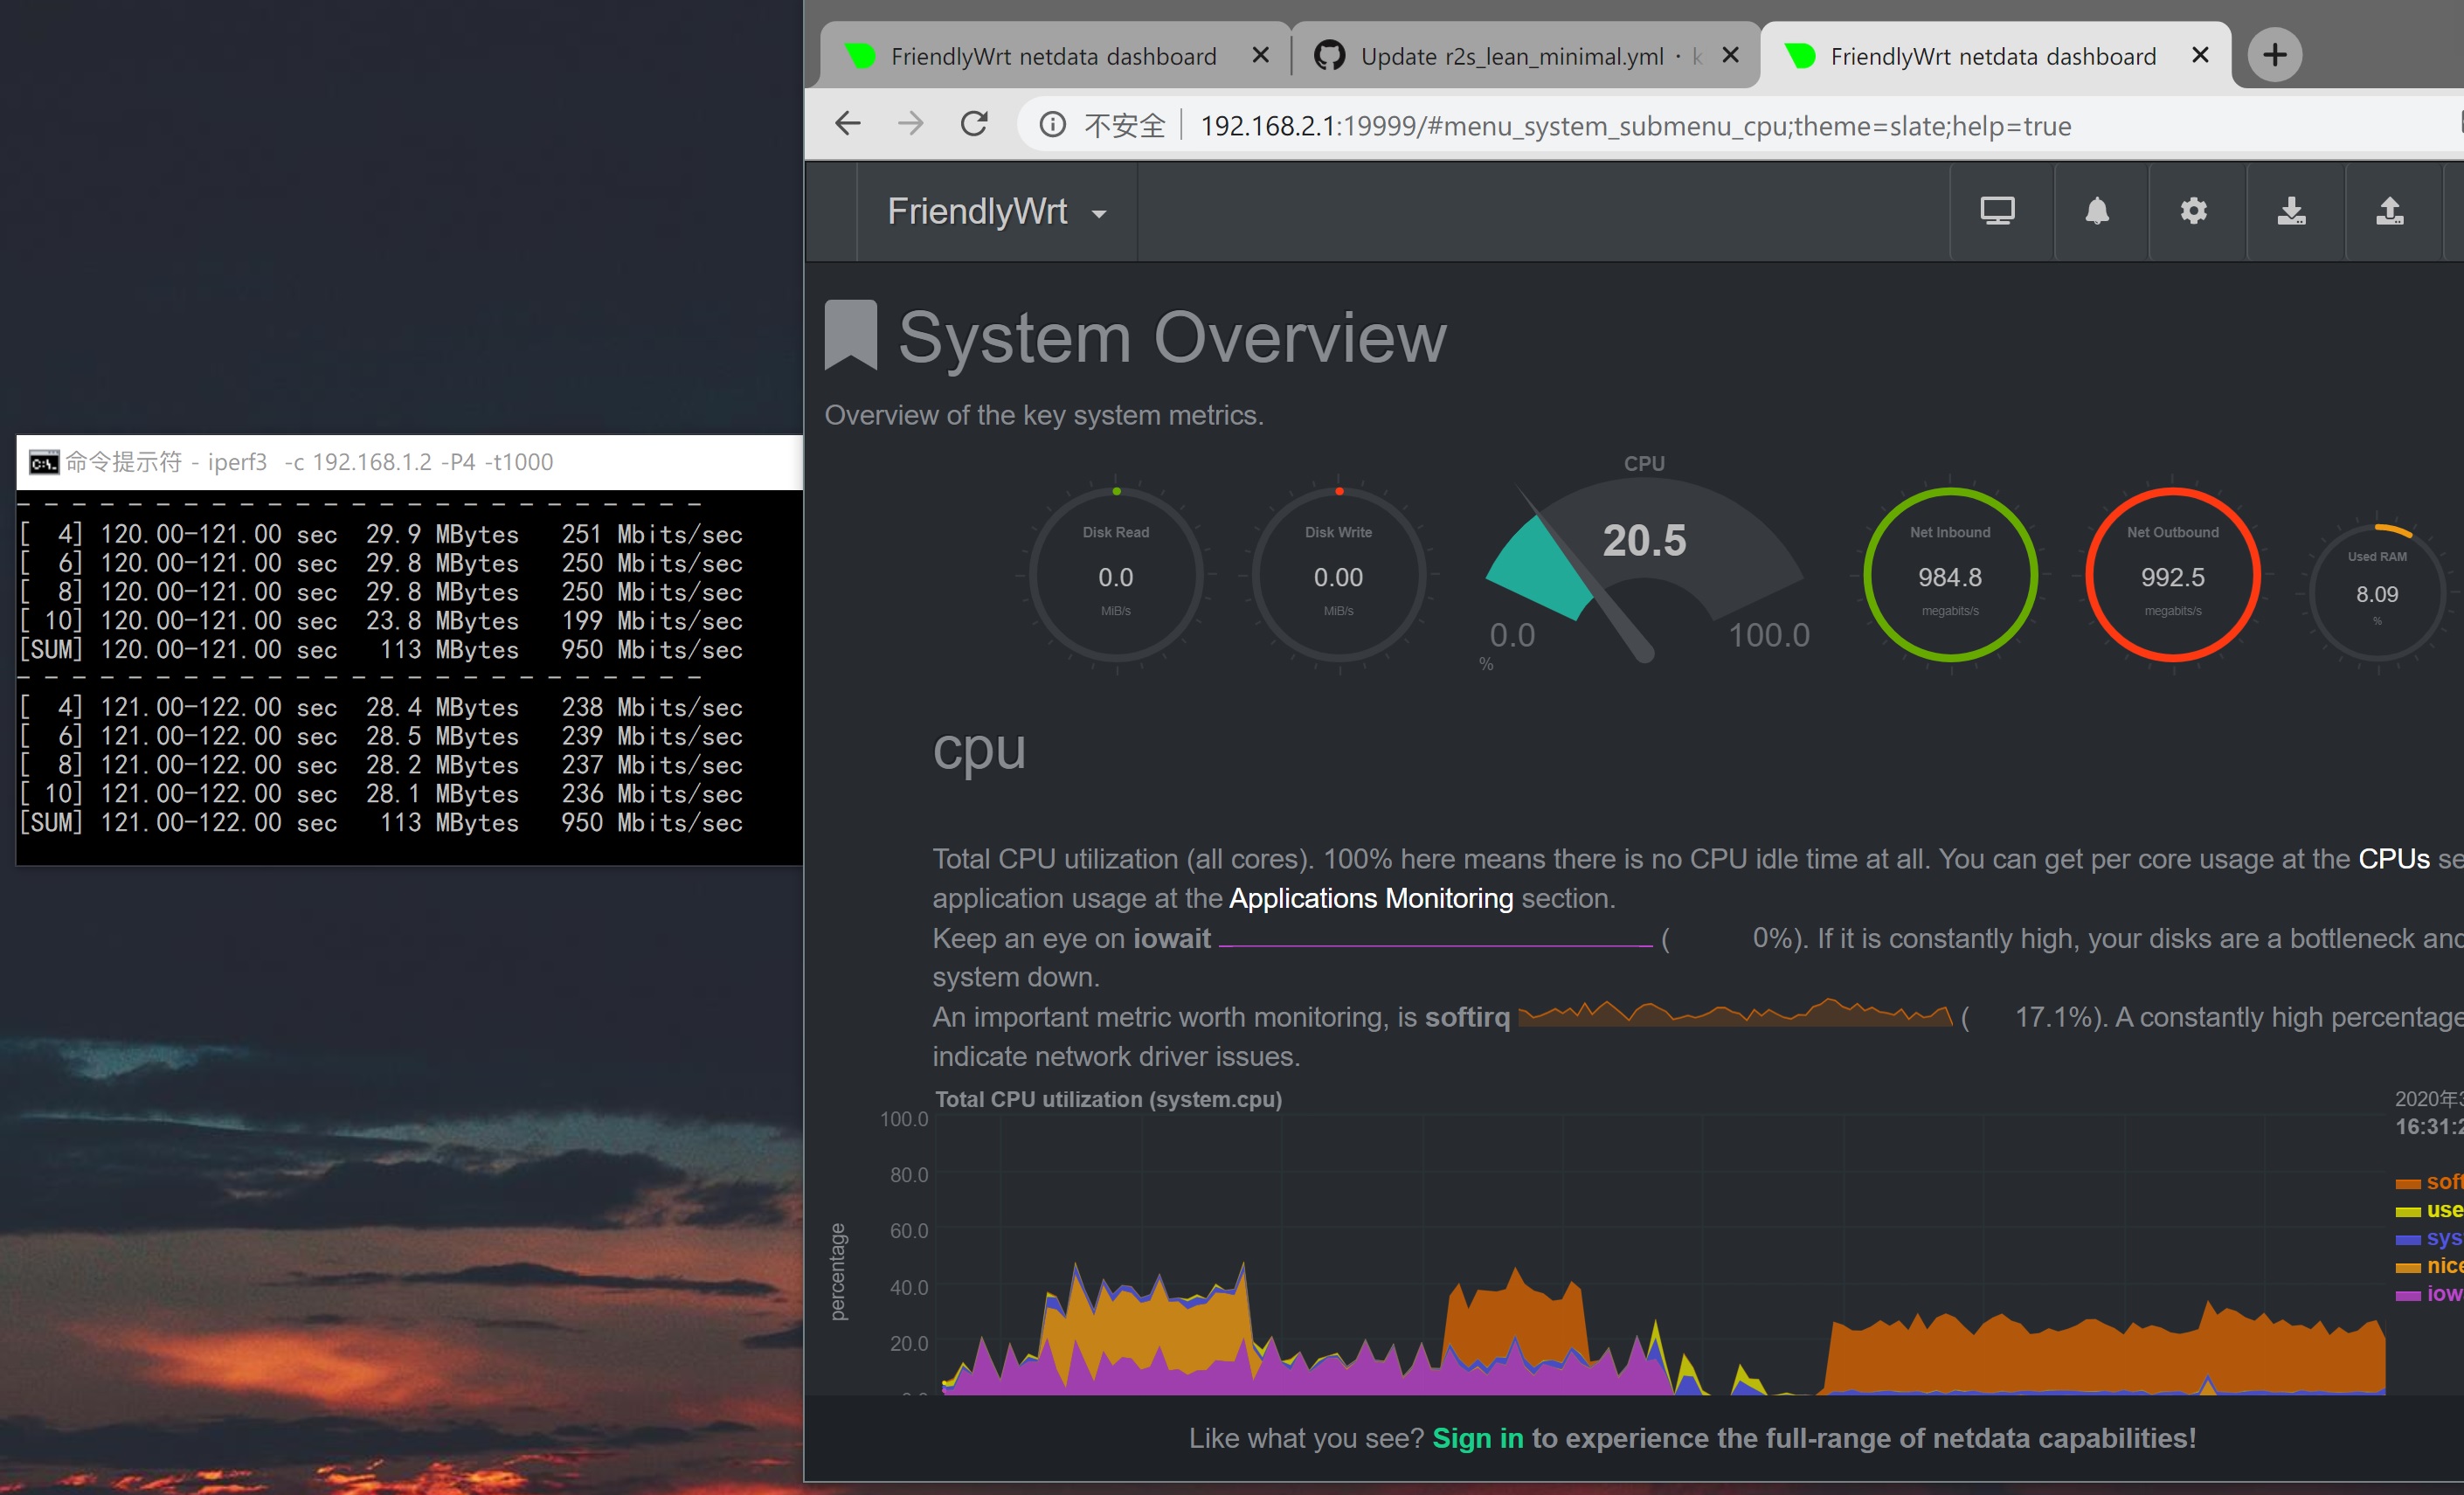 FriendlyWrt netdata dashboard
Update r2s_lean_minimal.yml · k
FriendlyWrt netdata dashboard
不安全
192.168.2.1:19999/#menu_system_submenu_cpu;theme=slate;help=true
FriendlyWrt
System Overview
Overview of the key system metrics.
命令提示符 - iperf3  -c 192.168.1.2 -P4 -t1000
- - - - - - - - - - - - - - - - - - - - - - - - -
[  4] 120.00-121.00 sec  29.9 MBytes   251 Mbits/sec
[  6] 120.00-121.00 sec  29.8 MBytes   250 Mbits/sec
[  8] 120.00-121.00 sec  29.8 MBytes   250 Mbits/sec
[ 10] 120.00-121.00 sec  23.8 MBytes   199 Mbits/sec
[SUM] 120.00-121.00 sec   113 MBytes   950 Mbits/sec
- - - - - - - - - - - - - - - - - - - - - - - - -
[  4] 121.00-122.00 sec  28.4 MBytes   238 Mbits/sec
[  6] 121.00-122.00 sec  28.5 MBytes   239 Mbits/sec
[  8] 121.00-122.00 sec  28.2 MBytes   237 Mbits/sec
[ 10] 121.00-122.00 sec  28.1 MBytes   236 Mbits/sec
[SUM] 121.00-122.00 sec   113 MBytes   950 Mbits/sec
Disk Read
0.0
MiB/s
Disk Write
0.00
MiB/s
CPU
20.5
0.0
100.0
%
Net Inbound
984.8
megabits/s
Net Outbound
992.5
megabits/s
Used RAM
8.09
%
cpu
Total CPU utilization (all cores). 100% here means there is no CPU idle time at all. You can get per core usage at the CPUs se
application usage at the Applications Monitoring section.
Keep an eye on iowait ( 0%). If it is constantly high, your disks are a bottleneck and
system down.
An important metric worth monitoring, is softirq ( 17.1%). A constantly high percentage
indicate network driver issues.
Total CPU utilization (system.cpu)
2020年3
16:31:2
100.0
80.0
60.0
40.0
20.0
percentage
soft
use
sys
nice
iow
Like what you see? Sign in to experience the full-range of netdata capabilities!